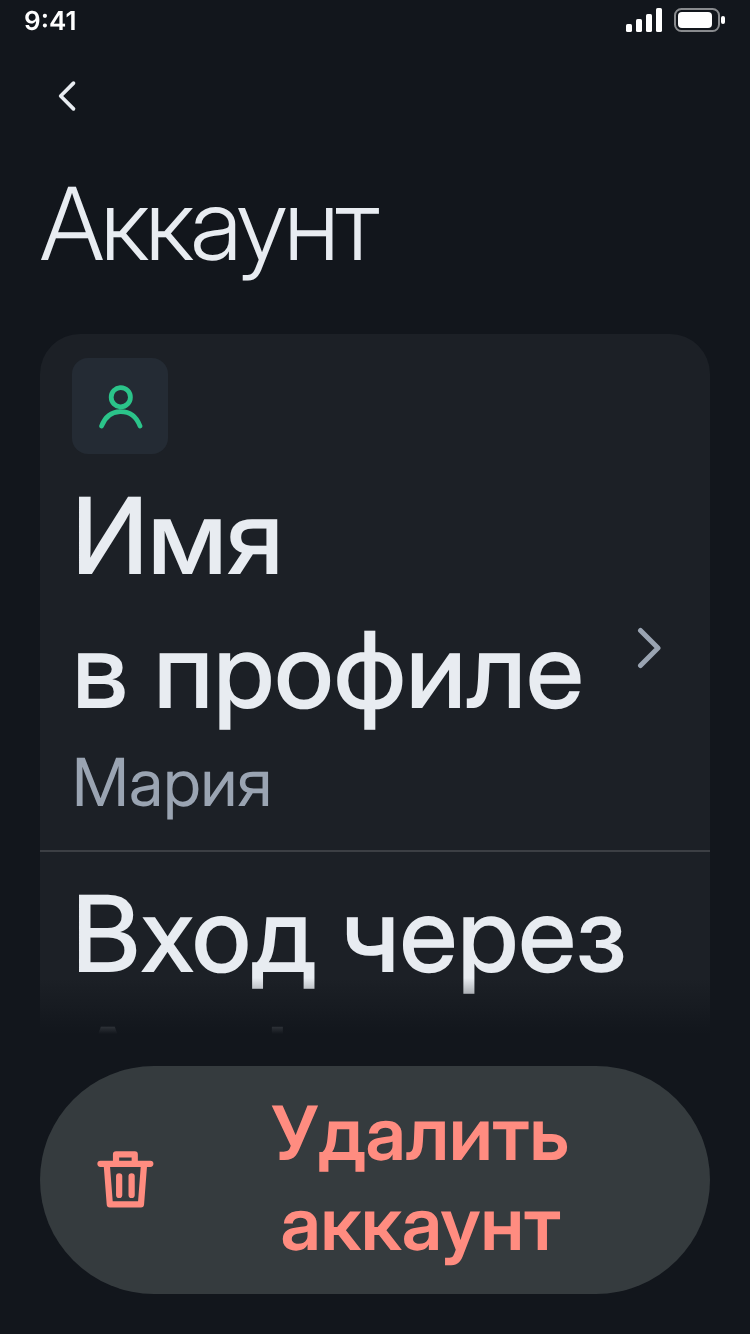 9:41
Аккаунт
Имя
в профиле
Мария
Вход через
Удалить
аккаунт